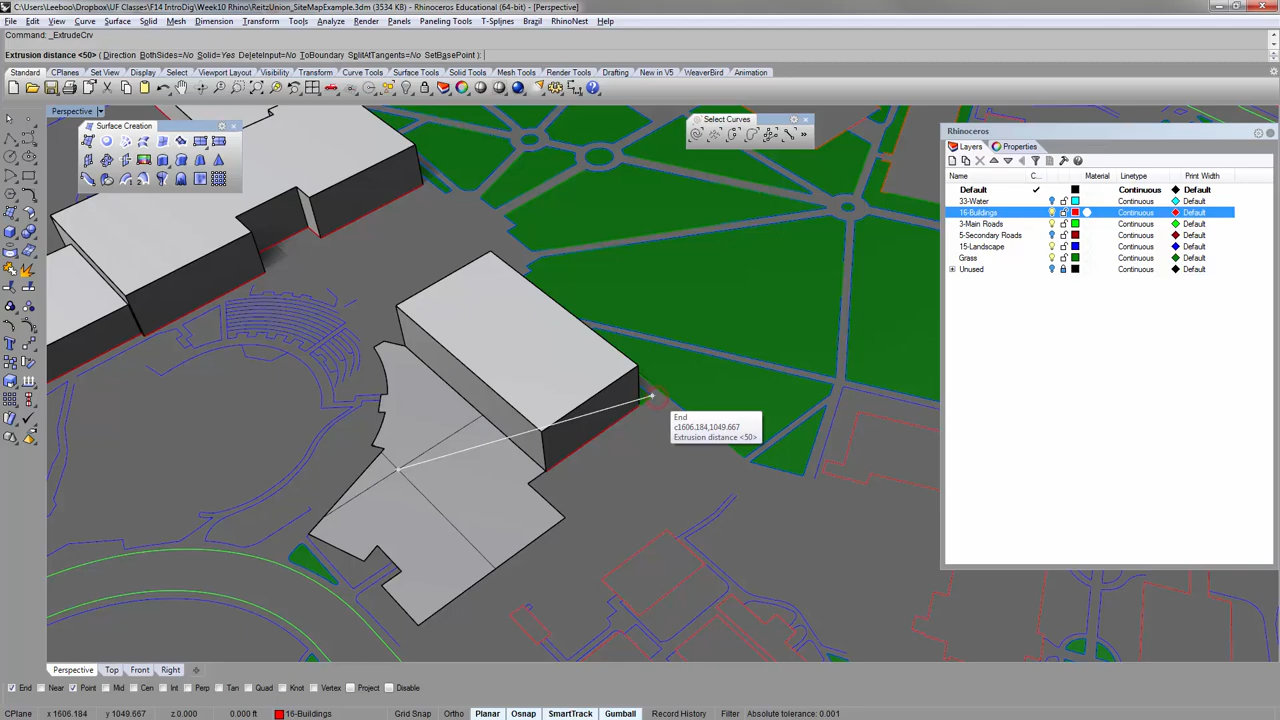 C:\Users\Leeboo\Dropbox\UF Classes\F14 IntroDig\Week10 Rhino\ReitzUnion_SiteMapExample.3dm (3534 KB) - Rhinoceros Educational (64-bit) - [Perspective]
File Edit View Curve Surface Solid Mesh Dimension Transform Tools Analyze Render Panels Paneling Tools T-Splines Brazil RhinoNest Help
Command: _ExtrudeCrv
Extrusion distance <50> ( Direction BothSides=No Solid=Yes DeleteInput=No ToBoundary SplitAtTangents=No SetBasePoint ):
Standard CPlanes Set View Display Select Viewport Layout Visibility Transform Curve Tools Surface Tools Solid Tools Mesh Tools Render Tools Drafting New in V5 WeaverBird Animation
Perspective
Surface Creation
Select Curves
Rhinoceros
Layers Properties
Name C... Material Linetype Print Width
Default Continuous Default
33-Water Continuous Default
16-Buildings Continuous Default
3-Main Roads Continuous Default
5-Secondary Roads Continuous Default
15-Landscape Continuous Default
Grass Continuous Default
Unused Continuous Default
End
c1606.184,1049.667
Extrusion distance <50>
Perspective Top Front Right
End Near Point Mid Cen Int Perp Tan Quad Knot Vertex Project Disable
CPlane x 1606.184 y 1049.667 z 0.000 0.000 ft 16-Buildings Grid Snap Ortho Planar Osnap SmartTrack Gumball Record History Filter Absolute tolerance: 0.001